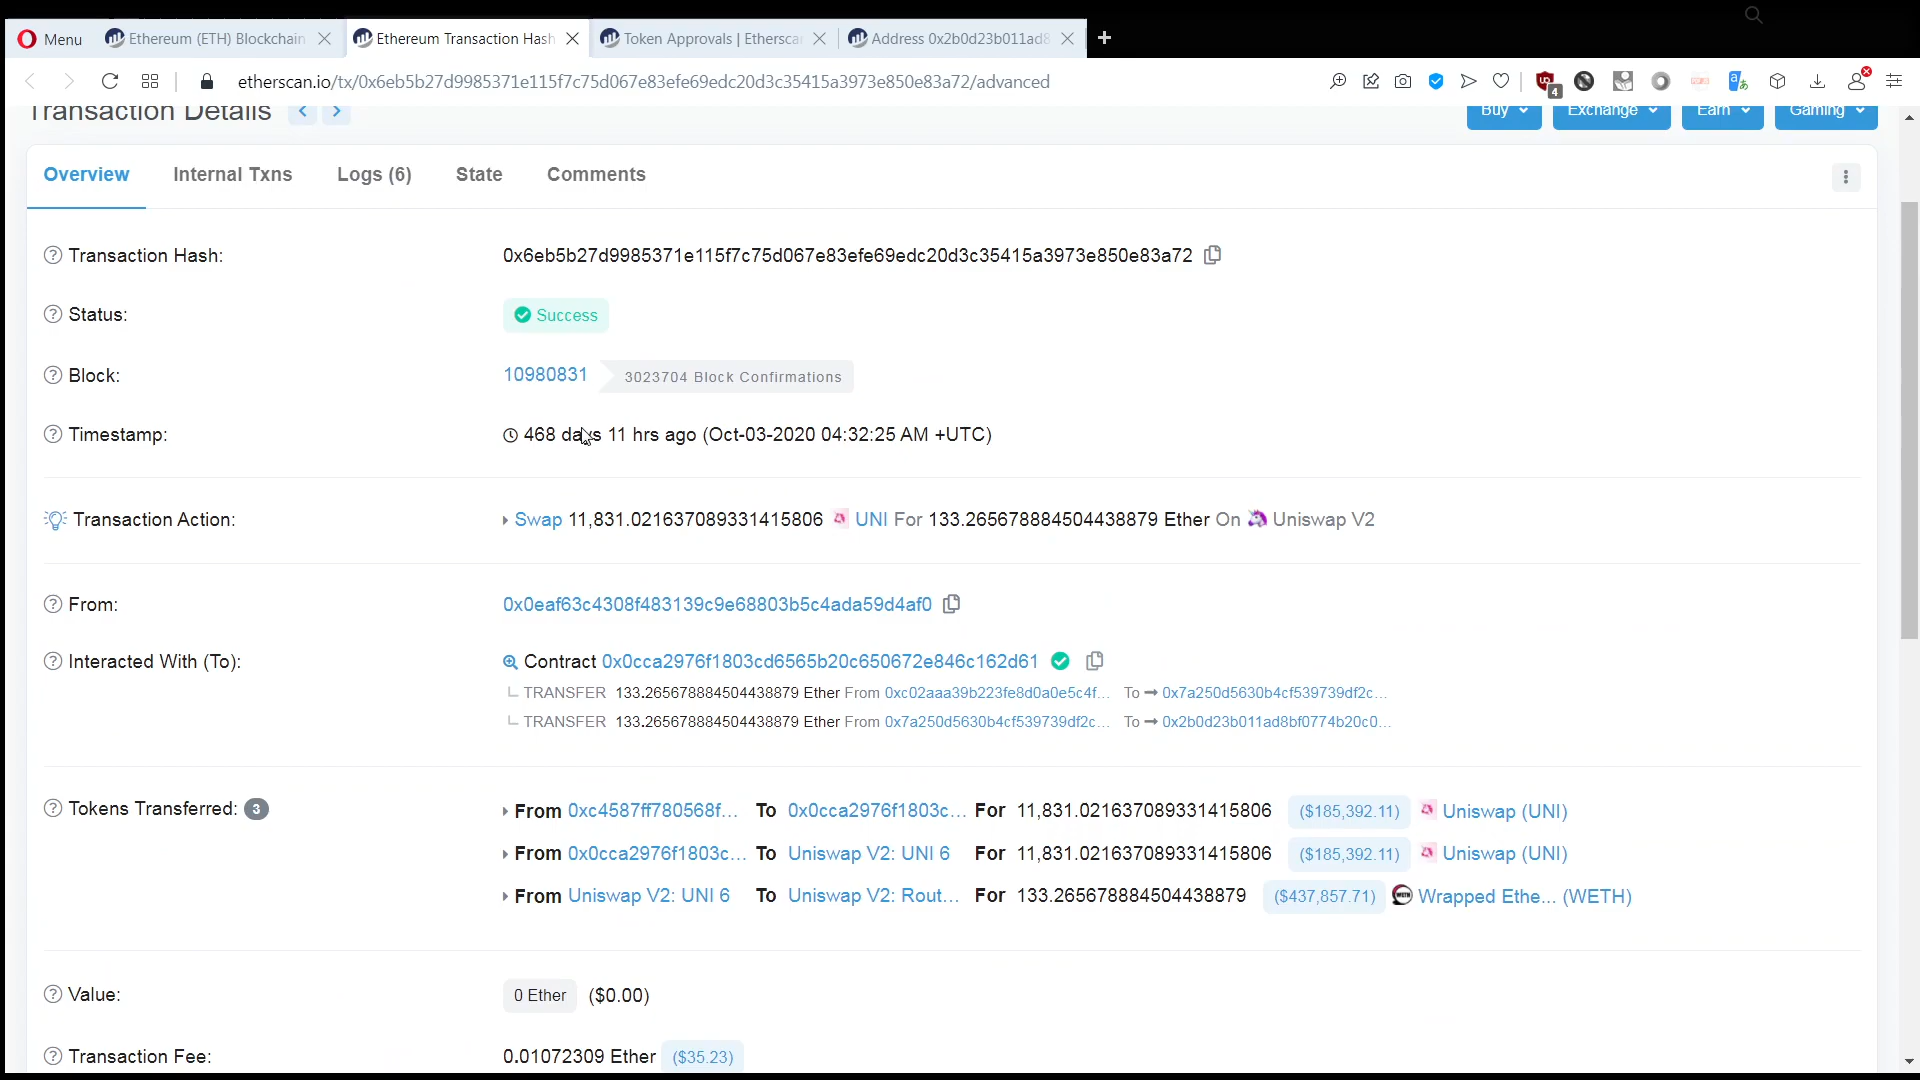 Menu
Ethereum (ETH) Blockchain
Ethereum Transaction Hash
Token Approvals | Ethersca
Address 0x2b0d23b011ad8
etherscan.io/tx/0x6eb5b27d9985371e115f7c75d067e83efe69edc20d3c35415a3973e850e83a72/advanced
4
Transaction Details
Buy
Exchange
Earn
Gaming
Overview
Internal Txns
Logs (6)
State
Comments
Transaction Hash:
0x6eb5b27d9985371e115f7c75d067e83efe69edc20d3c35415a3973e850e83a72
Status:
Success
Block:
10980831
3023704 Block Confirmations
Timestamp:
468 days 11 hrs ago (Oct-03-2020 04:32:25 AM +UTC)
Transaction Action:
Swap 11,831.021637089331415806 UNI For 133.265678884504438879 Ether On Uniswap V2
From:
0x0eaf63c4308f483139c9e68803b5c4ada59d4af0
Interacted With (To):
Contract 0x0cca2976f1803cd6565b20c650672e846c162d61
TRANSFER 133.265678884504438879 Ether From 0xc02aaa39b223fe8d0a0e5c4f... To 0x7a250d5630b4cf539739df2c...
TRANSFER 133.265678884504438879 Ether From 0x7a250d5630b4cf539739df2c... To 0x2b0d23b011ad8bf0774b20c0...
Tokens Transferred: 3
From 0xc4587ff780568f... To 0x0cca2976f1803c... For 11,831.021637089331415806 ($185,392.11) Uniswap (UNI)
From 0x0cca2976f1803c... To Uniswap V2: UNI 6 For 11,831.021637089331415806 ($185,392.11) Uniswap (UNI)
From Uniswap V2: UNI 6 To Uniswap V2: Rout... For 133.265678884504438879 ($437,857.71) Wrapped Ethe... (WETH)
Value:
0 Ether ($0.00)
Transaction Fee:
0.01072309 Ether ($35.23)